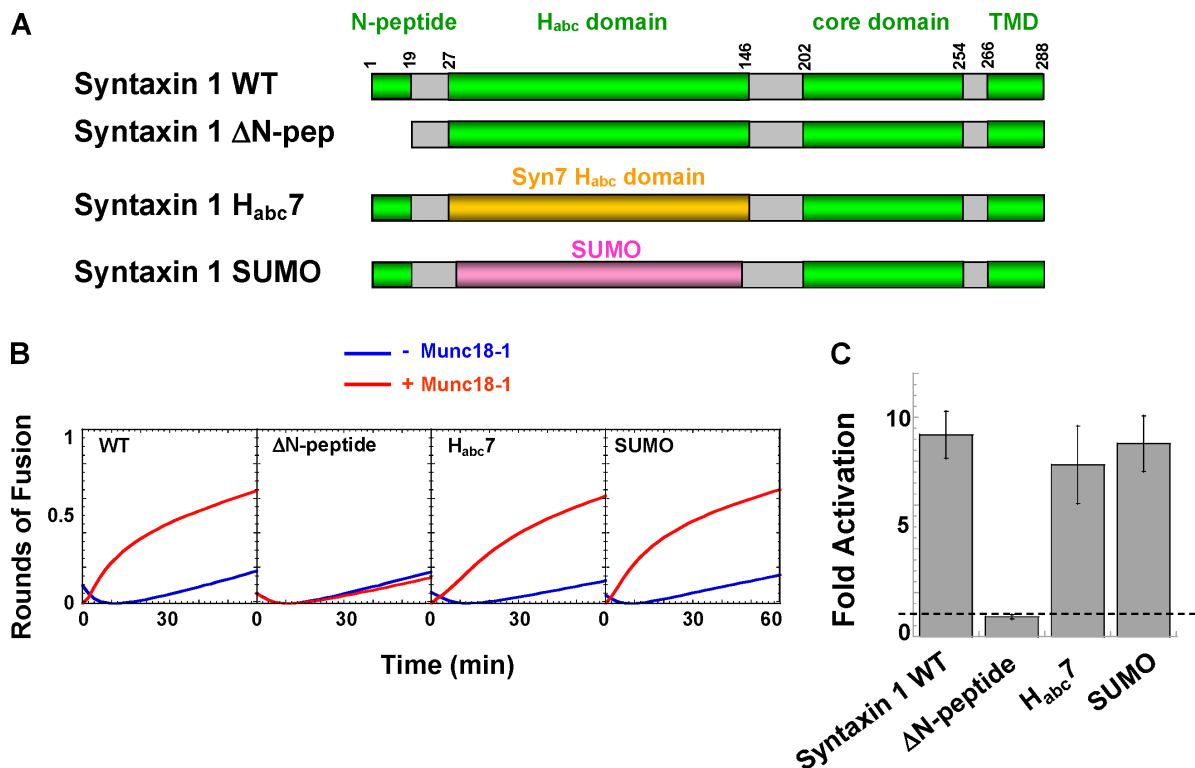 A
N-peptide Habc domain core domain TMD
1 19 27 146 202 254 266 288
Syntaxin 1 WT
Syntaxin 1 ΔN-pep
Syn7 Habc domain
Syntaxin 1 Habc7
SUMO
Syntaxin 1 SUMO
B
- Munc18-1
+ Munc18-1
Rounds of Fusion
1
0.5
0
WT
ΔN-peptide
Habc7
SUMO
0 30 0 30 0 30 0 30 60
Time (min)
C
Fold Activation
10
5
0
Syntaxin 1 WT
ΔN-peptide
Habc7
SUMO